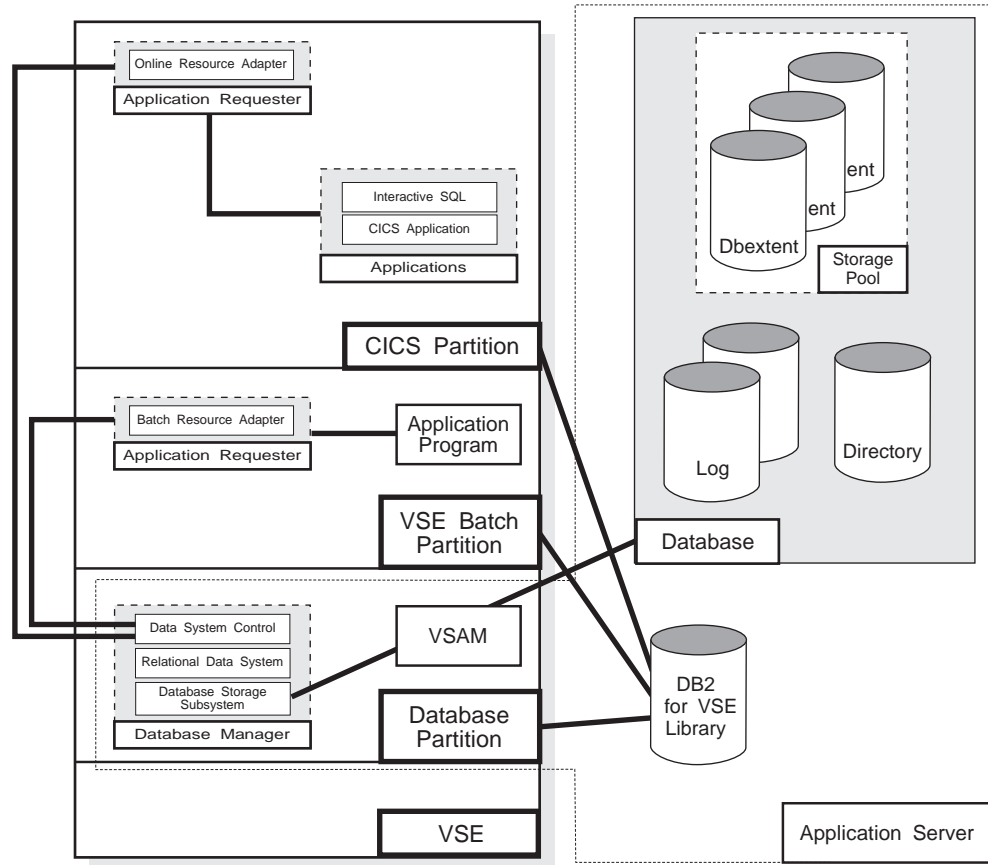 Online Resource Adapter
Application Requester
Interactive SQL
CICS Application
Applications
CICS Partition
Batch Resource Adapter
Application Requester
Application
Program
VSE Batch
Partition
Data System Control
Relational Data System
Database Storage
Subsystem
Database Manager
VSAM
Database
Partition
VSE
ent
ent
Dbextent
Storage
Pool
Log
Directory
Database
DB2
for VSE
Library
Application Server